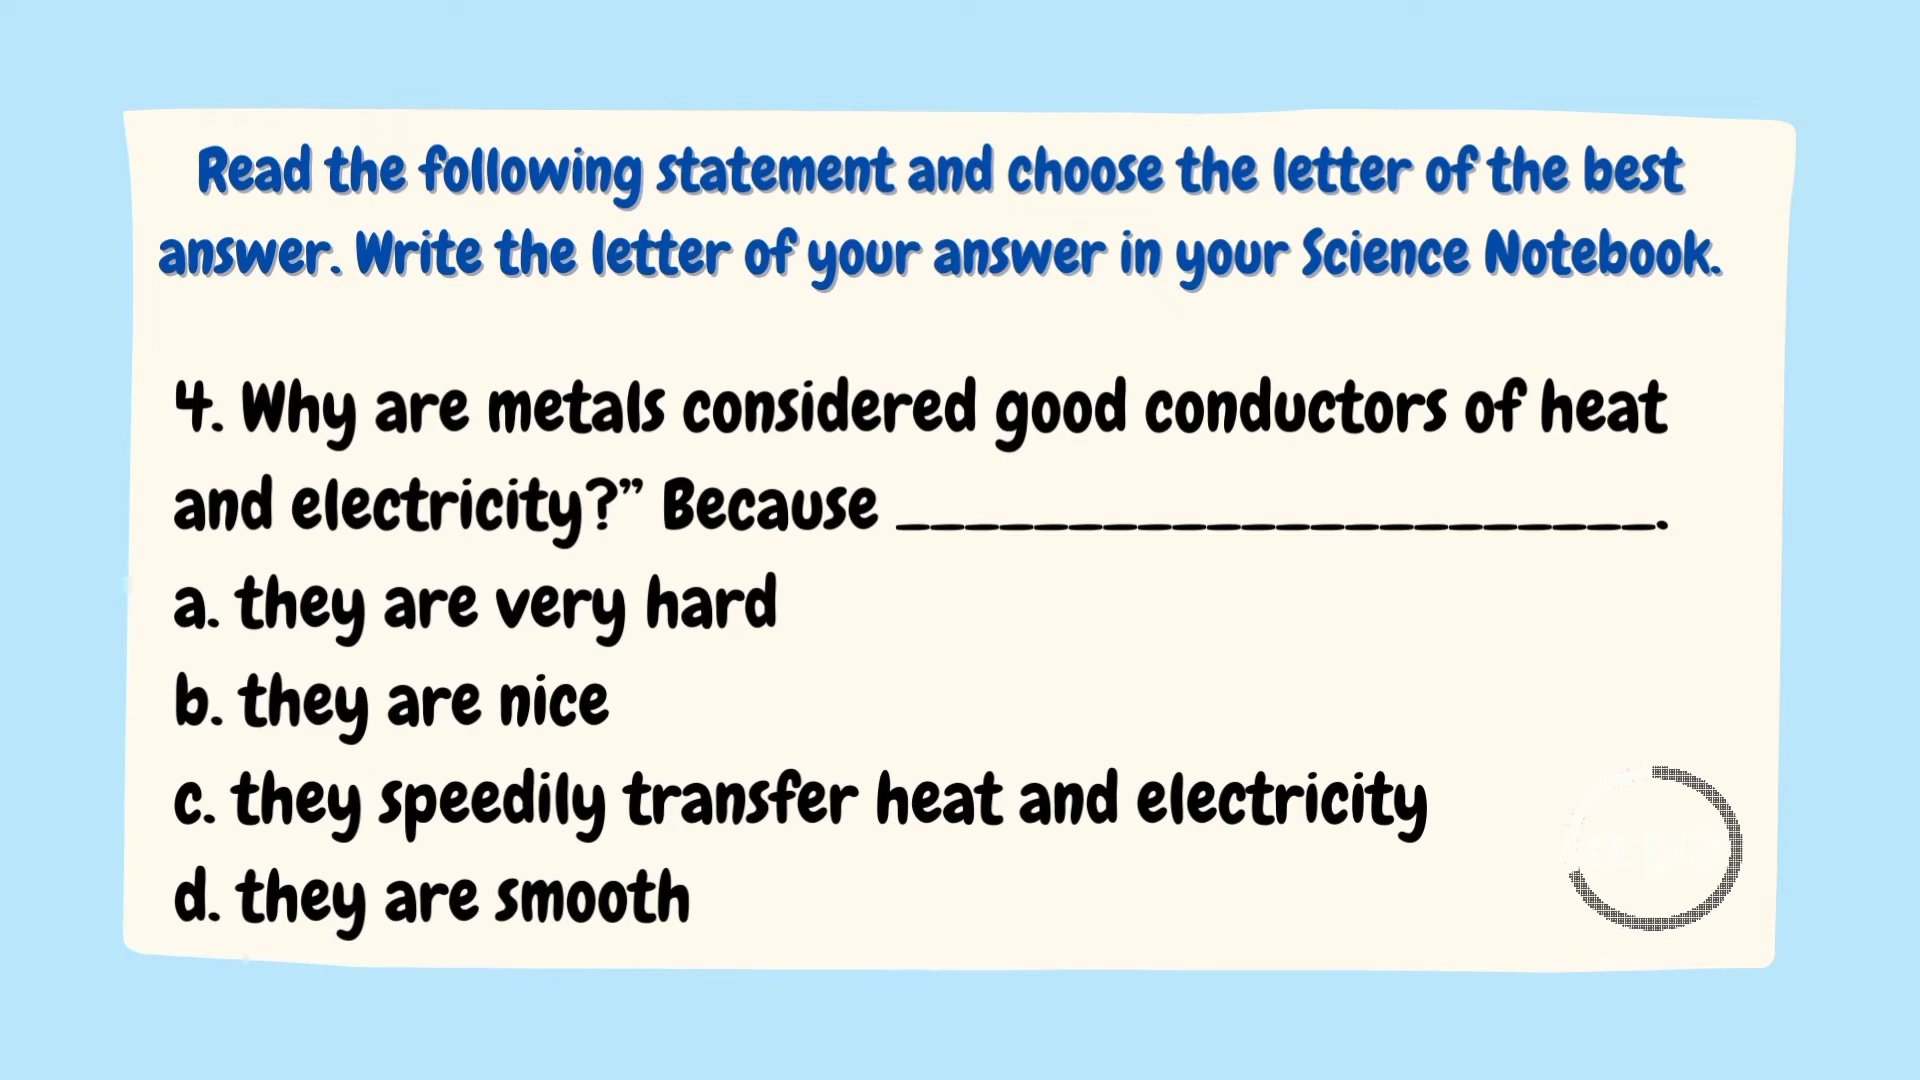 Read the following statement and choose the letter of the best
answer. Write the letter of your answer in your Science Notebook.
4. Why are metals considered good conductors of heat
and electricity?” Because ______________________.
a. they are very hard
b. they are nice
c. they speedily transfer heat and electricity
d. they are smooth